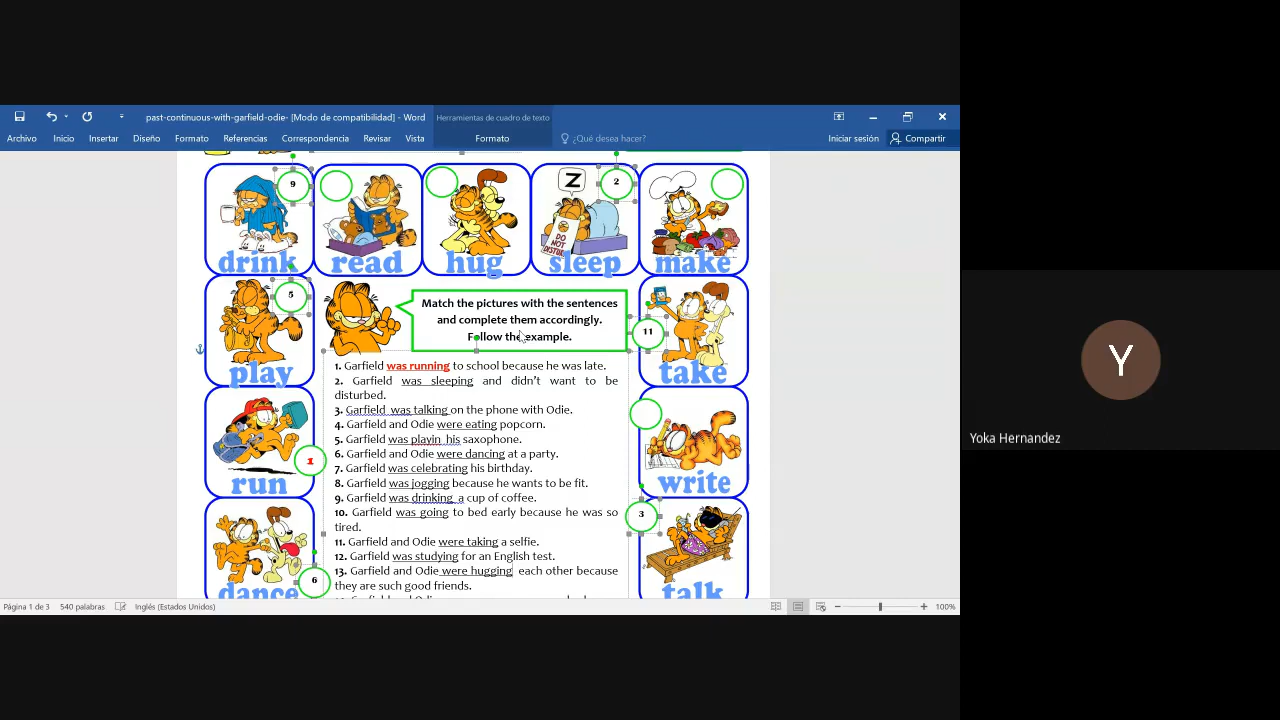 past-continuous-with-garfield-odie- [Modo de compatibilidad] - Word
Herramientas de cuadro de texto
Archivo Inicio Insertar Diseño Formato Referencias Correspondencia Revisar Vista Formato ¿Qué desea hacer? Iniciar sesión Compartir
9 Z 2
DO NOT DISTURB
drink read hug sleep make
5
Match the pictures with the sentences
and complete them accordingly.
Follow the example.
11
play take
1. Garfield was running to school because he was late.
2. Garfield was sleeping and didn't want to be
disturbed.
3. Garfield was talking on the phone with Odie.
4. Garfield and Odie were eating popcorn.
5. Garfield was playin his saxophone.
6. Garfield and Odie were dancing at a party.
7. Garfield was celebrating his birthday.
8. Garfield was jogging because he wants to be fit.
9. Garfield was drinking a cup of coffee.
10. Garfield was going to bed early because he was so
tired.
11. Garfield and Odie were taking a selfie.
12. Garfield was studying for an English test.
13. Garfield and Odie were hugging each other because
they are such good friends.
1
run write
3
6
dance talk
Página 1 de 3 540 palabras Inglés (Estados Unidos) 100%
Y
Yoka Hernandez